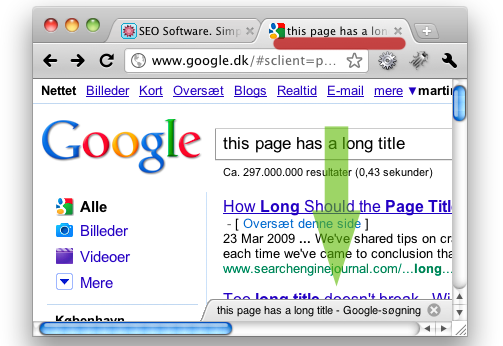 SEO Software. Simp
this page has a lon
www.google.dk/#sclient=p...
Nettet Billeder Kort Oversæt Blogs Realtid E-mail mere ▼ martin
Google
this page has a long title
Ca. 297.000.000 resultater (0,43 sekunder)
Alle
Billeder
Videoer
Mere
København
How Long Should the Page Titl
- [ Oversæt denne side ]
23 Mar 2009 ... We've shared tips on cra
each time we've came to conclusion tha
www.searchenginejournal.com/...long...
Too long title doesn't break - Wi
this page has a long title - Google-søgning